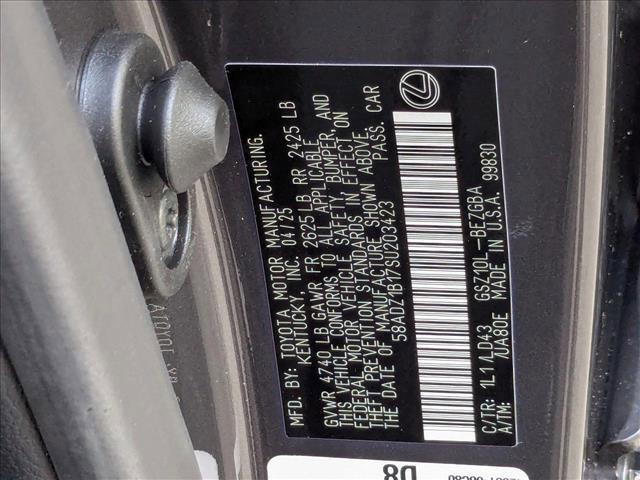 MFD. BY: TOYOTA MOTOR MANUFACTURING.
KENTUCKY, INC. 04/25
GVWR 4740 LB GAWR FR 2625 LB RR 2425 LB
THIS VEHICLE CONFORMS TO ALL APPLICABLE
FEDERAL MOTOR VEHICLE SAFETY, BUMPER, AND
THEFT PREVENTION STANDARDS IN EFFECT ON
THE DATE OF MANUFACTURE SHOWN ABOVE.
58ADZ1B17SU203423 PASS. CAR
C/TR: 1L1 LD43 GSZ10L-BEZGBA
A/TM: /UA80E MADE IN U.S.A. 99830
D8